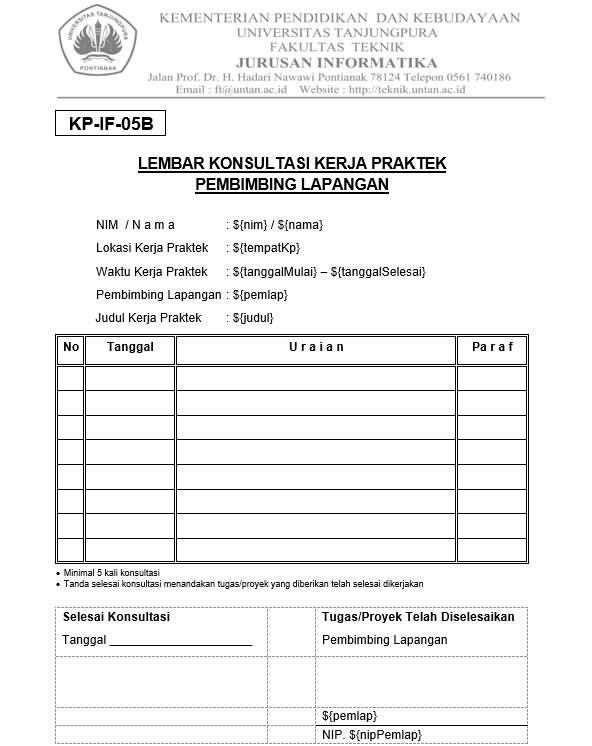 UNIVERSITAS TANJUNGPURA
PONTIANAK
KEMENTERIAN PENDIDIKAN DAN KEBUDAYAAN
UNIVERSITAS TANJUNGPURA
FAKULTAS TEKNIK
JURUSAN INFORMATIKA
Jalan Prof. Dr. H. Hadari Nawawi Pontianak 78124 Telepon 0561 740186
Email : ft@untan.ac.id Website : http://teknik.untan.ac.id
KP-IF-05B
LEMBAR KONSULTASI KERJA PRAKTEK
PEMBIMBING LAPANGAN
NIM / N a m a : ${nim} / ${nama}
Lokasi Kerja Praktek : ${tempatKp}
Waktu Kerja Praktek : ${tanggalMulai} – ${tanggalSelesai}
Pembimbing Lapangan : ${pemlap}
Judul Kerja Praktek : ${judul}
No Tanggal U r a i a n P a r a f
• Minimal 5 kali konsultasi
• Tanda selesai konsultasi menandakan tugas/proyek yang diberikan telah selesai dikerjakan
Selesai Konsultasi Tugas/Proyek Telah Diselesaikan
Tanggal ______________________ Pembimbing Lapangan
${pemlap}
NIP. ${nipPemlap}